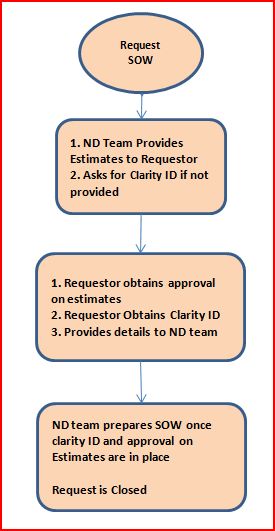 Request
SOW
1. ND Team Provides
Estimates to Requestor
2. Asks for Clarity ID if not
provided
1. Requestor obtains approval
on estimates
2. Requestor Obtains Clarity ID
3. Provides details to ND team
ND team prepares SOW once
clarity ID and approval on
Estimates are in place
Request is Closed